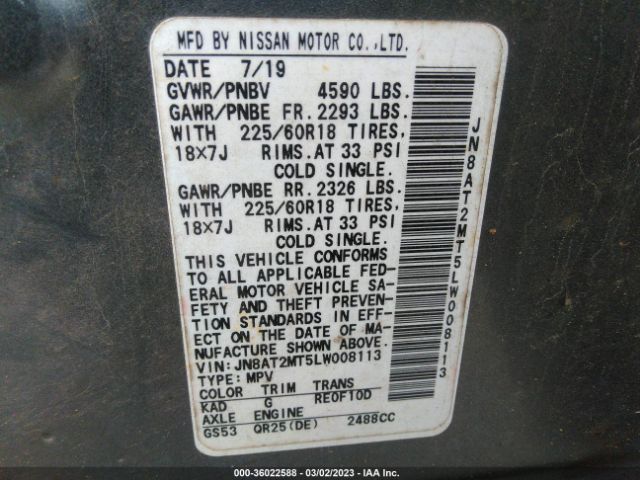 MFD BY NISSAN MOTOR CO.,LTD.
DATE 7/19
GVWR/PNBV 4590 LBS.
GAWR/PNBE FR. 2293 LBS.
WITH 225/60R18 TIRES,
18×7J RIMS.AT 33 PSI
COLD SINGLE.
GAWR/PNBE RR. 2326 LBS.
WITH 225/60R18 TIRES,
18×7J RIMS.AT 33 PSI
COLD SINGLE.
THIS VEHICLE CONFORMS
TO ALL APPLICABLE FED-
ERAL MOTOR VEHICLE SA-
FETY AND THEFT PREVEN-
TION STANDARDS IN EFF-
ECT ON THE DATE OF MA-
NUFACTURE SHOWN ABOVE.
VIN:JN8AT2MT5LW008113
TYPE:MPV
COLOR TRIM TRANS
KAD G RE0F10D
AXLE ENGINE
GS53 QR25(DE) 2488CC
JN8AT2MT5LW008113
000-36022588 - 03/02/2023 - IAA Inc.